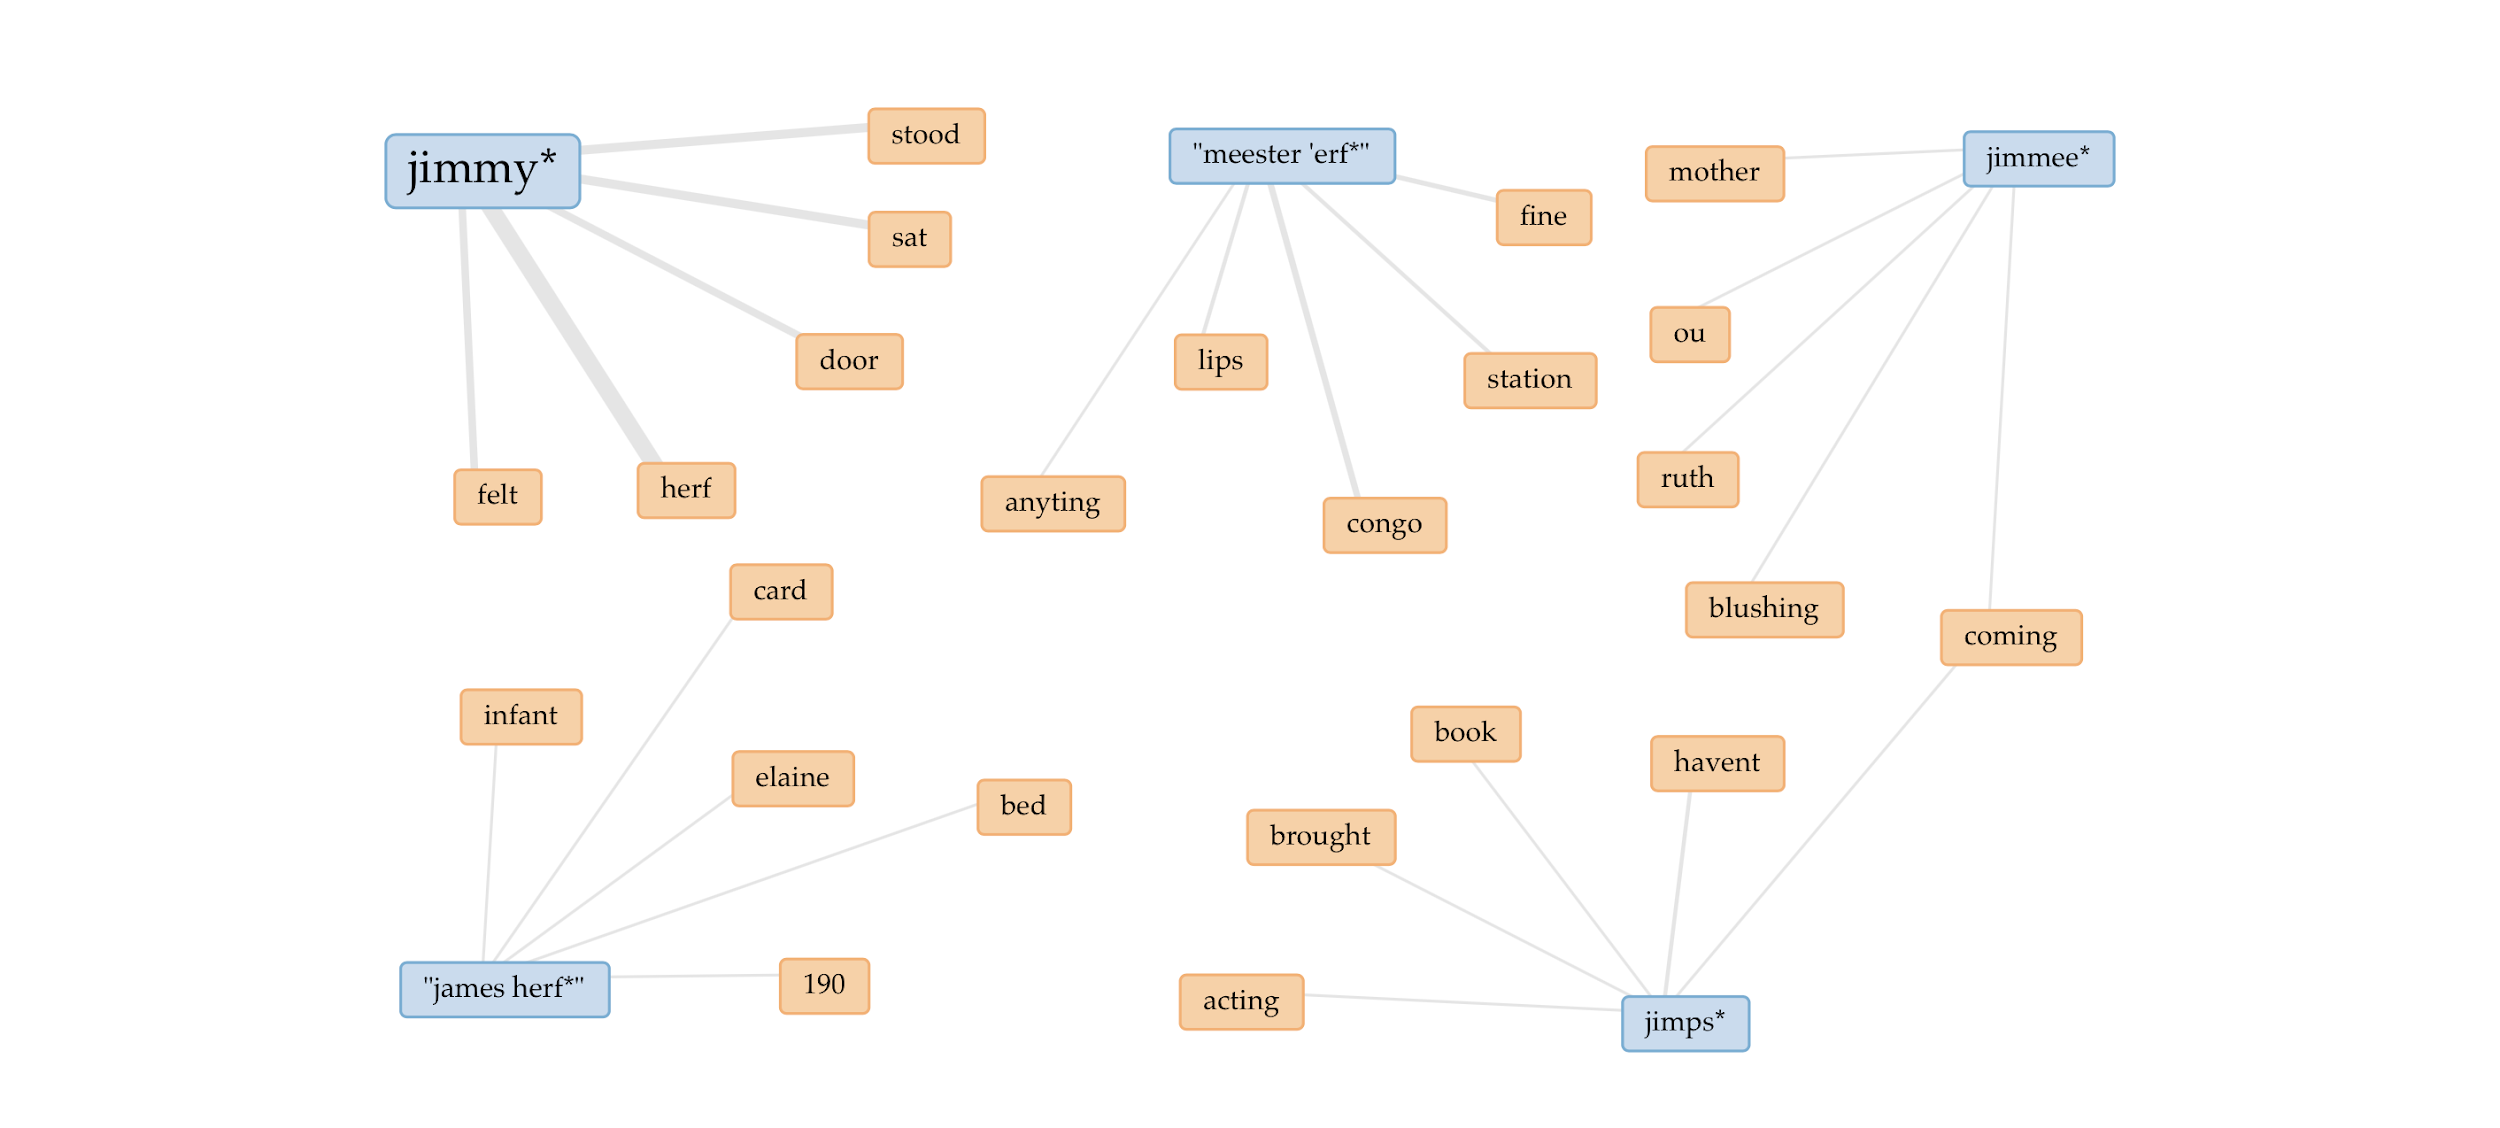 jimmy*
stood
sat
door
felt
herf
"meester 'erf*"
fine
lips
station
anyting
congo
jimmee*
mother
ou
ruth
blushing
coming
card
infant
elaine
bed
"james herf*"
190
book
havent
brought
acting
jimps*